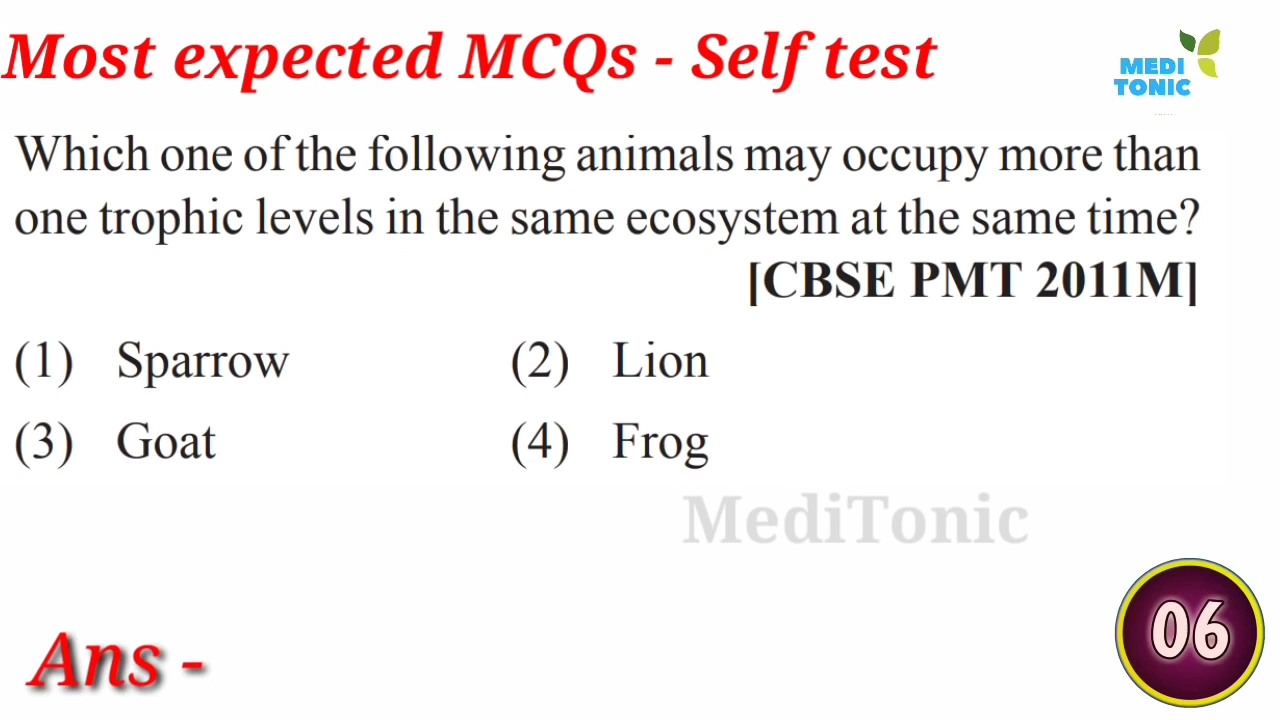 Most expected MCQs - Self test
MEDI
TONIC
Which one of the following animals may occupy more than
one trophic levels in the same ecosystem at the same time?
[CBSE PMT 2011M]
(1) Sparrow (2) Lion
(3) Goat (4) Frog
MediTonic
06
Ans -